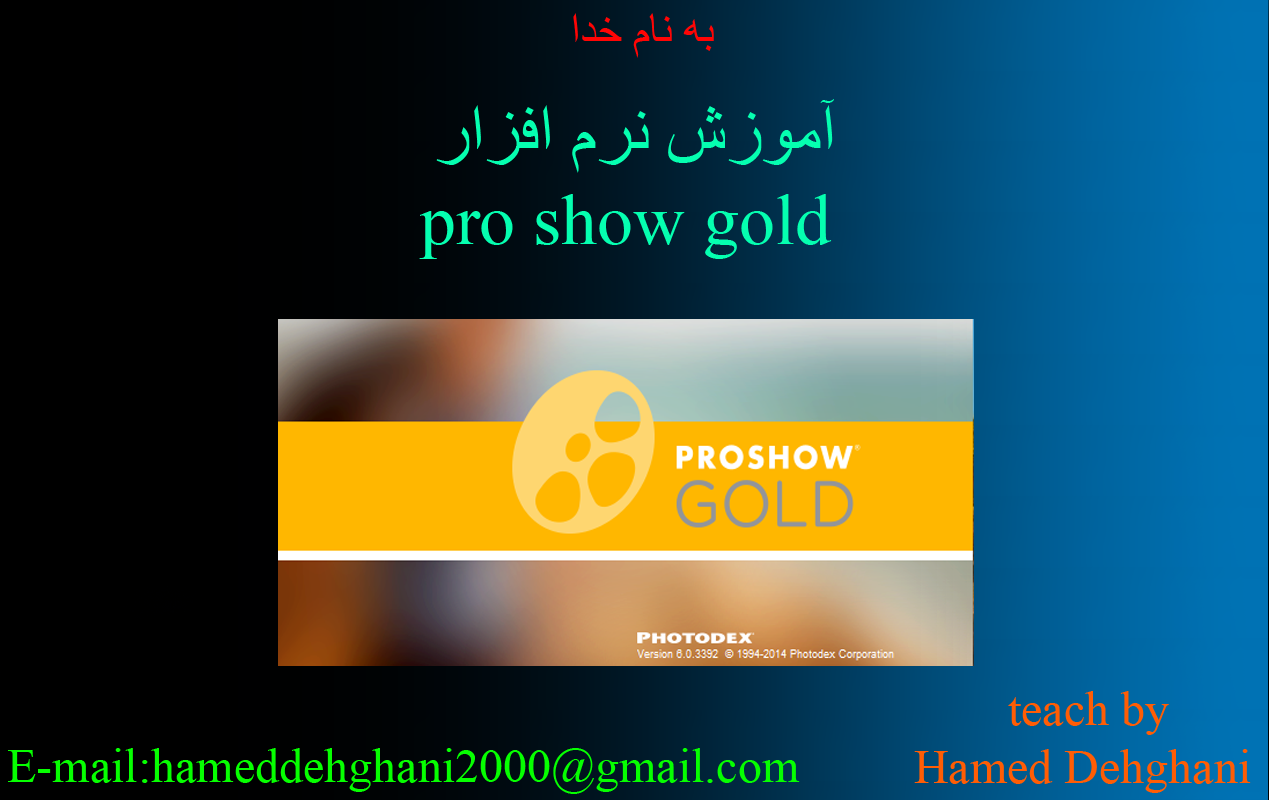 به نام خدا
آموزش نرم افزار
pro show gold
PROSHOW®
GOLD
PHOTODEX
Version 6.0.3392 © 1994-2014 Photodex Corporation
teach by
Hamed Dehghani
E-mail:hameddehghani2000@gmail.com